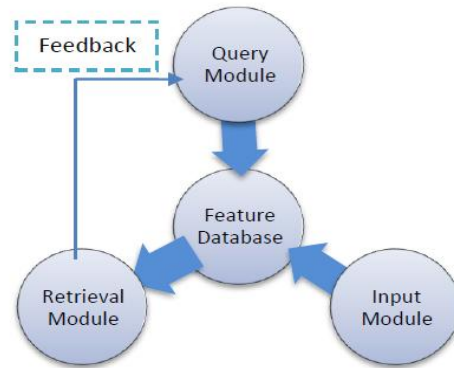 Feedback
Query
Module
Feature
Database
Retrieval
Module
Input
Module